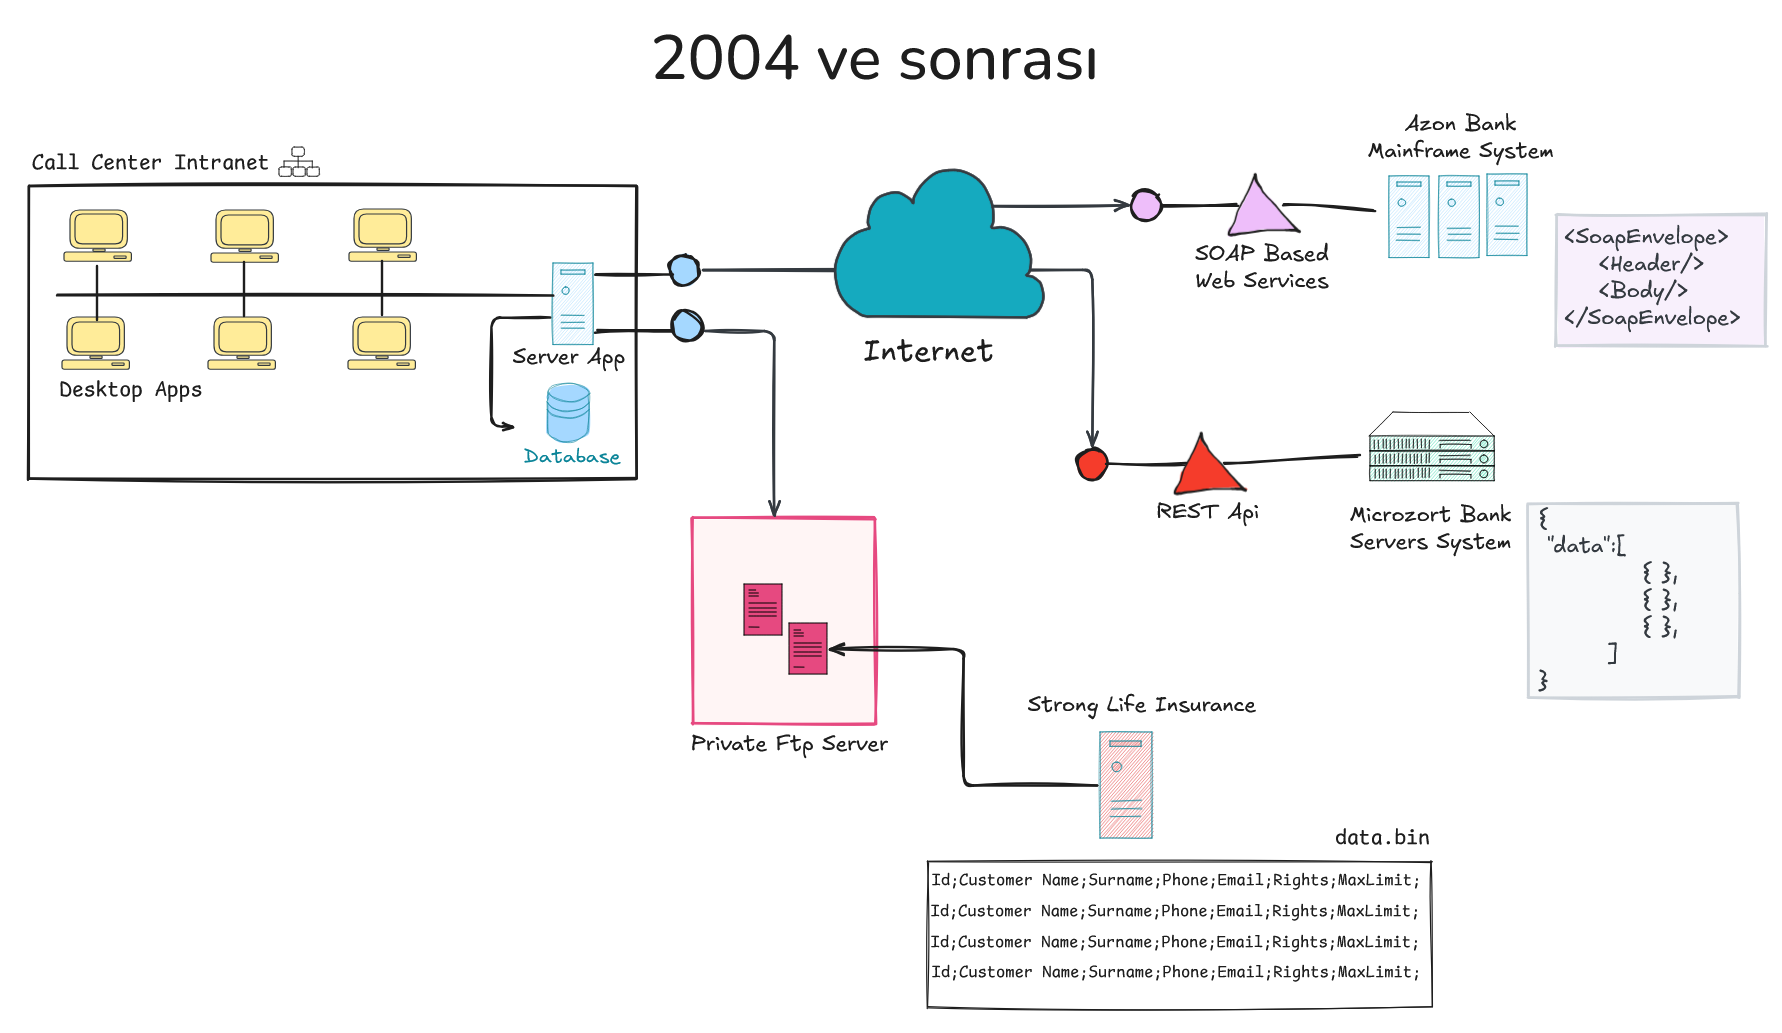 2004 ve sonrası
Call Center Intranet
Desktop Apps
Server App
Database
Internet
SOAP Based
Web Services
Azon Bank
Mainframe System
<SoapEnvelope>
<Header/>
<Body/>
</SoapEnvelope>
REST Api
Microzort Bank
Servers System
{
"data":[
{ },
{ },
{ },
]
}
Private Ftp Server
Strong Life Insurance
data.bin
Id;Customer Name;Surname;Phone;Email;Rights;MaxLimit;
Id;Customer Name;Surname;Phone;Email;Rights;MaxLimit;
Id;Customer Name;Surname;Phone;Email;Rights;MaxLimit;
Id;Customer Name;Surname;Phone;Email;Rights;MaxLimit;